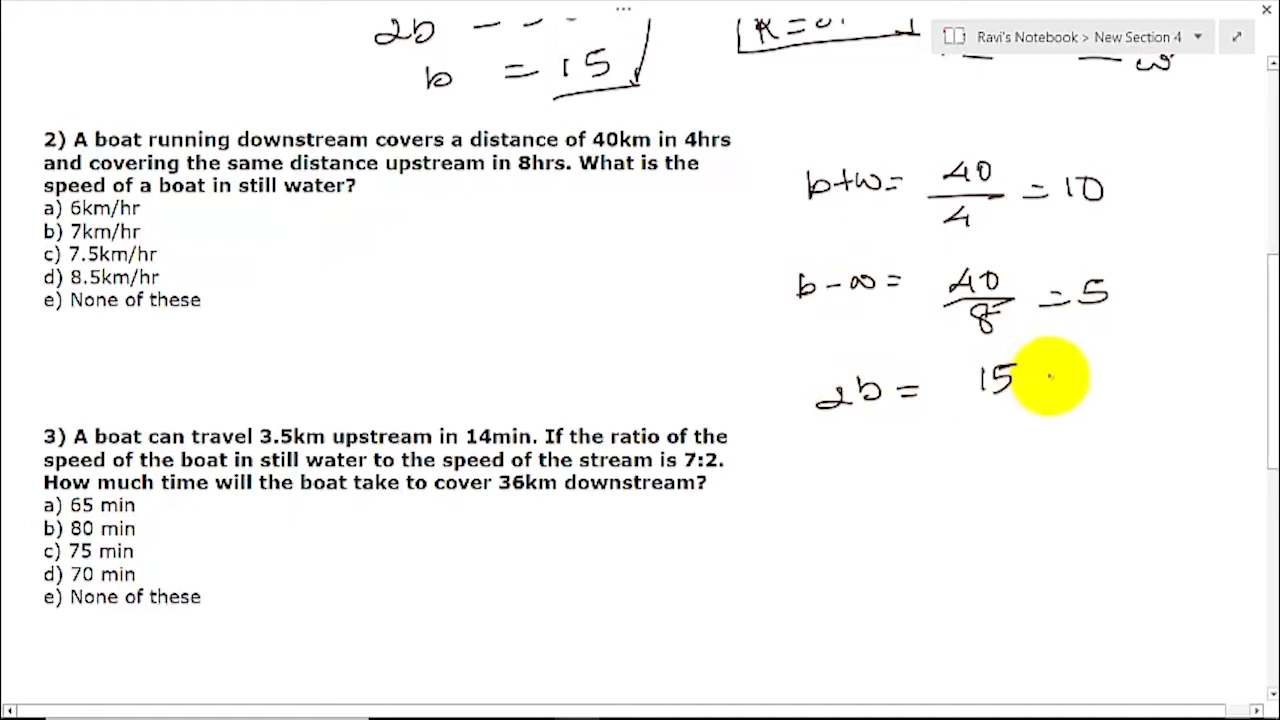 2b
b = 15
Ravi's Notebook > New Section 4
w
2) A boat running downstream covers a distance of 40km in 4hrs
and covering the same distance upstream in 8hrs. What is the
speed of a boat in still water?
a) 6km/hr
b) 7km/hr
c) 7.5km/hr
d) 8.5km/hr
e) None of these
b+w= 40/4 = 10
b-w= 40/8 = 5
2b = 15
3) A boat can travel 3.5km upstream in 14min. If the ratio of the
speed of the boat in still water to the speed of the stream is 7:2.
How much time will the boat take to cover 36km downstream?
a) 65 min
b) 80 min
c) 75 min
d) 70 min
e) None of these